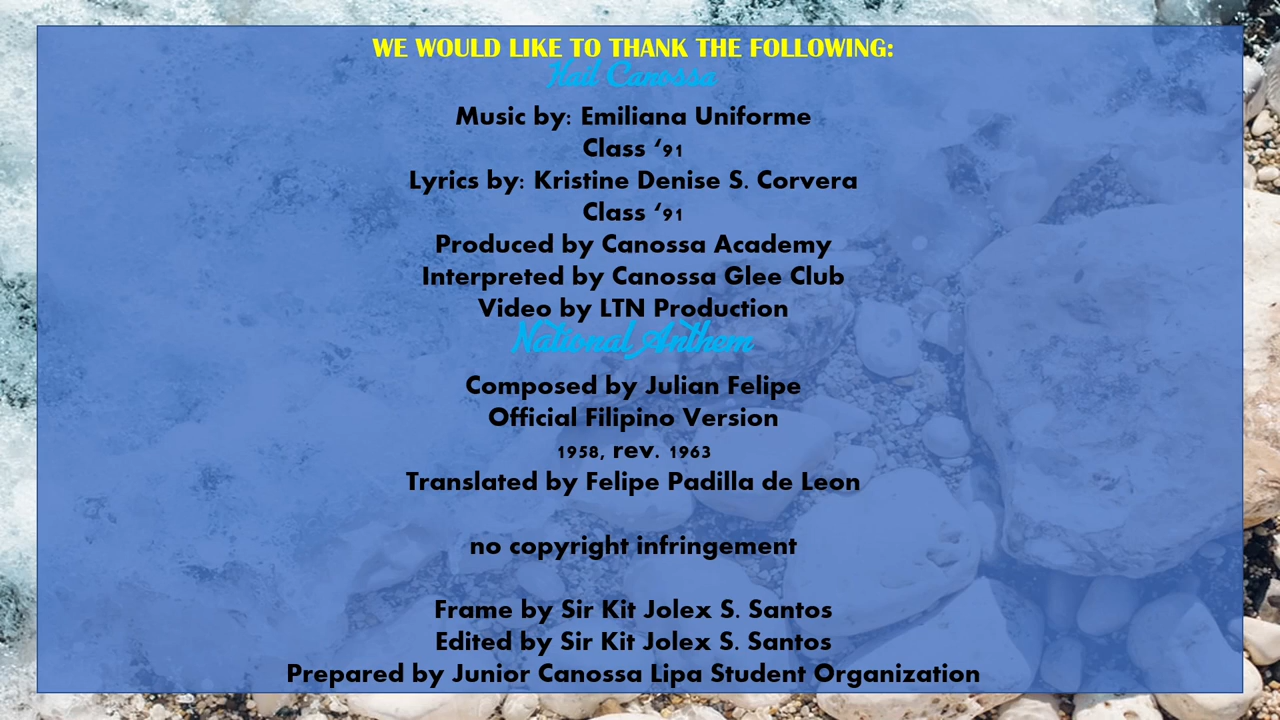 WE WOULD LIKE TO THANK THE FOLLOWING:
Hail Canossa
Music by: Emiliana Uniforme
Class ‘91
Lyrics by: Kristine Denise S. Corvera
Class ‘91
Produced by Canossa Academy
Interpreted by Canossa Glee Club
Video by LTN Production
National Anthem
Composed by Julian Felipe
Official Filipino Version
1958, rev. 1963
Translated by Felipe Padilla de Leon
no copyright infringement
Frame by Sir Kit Jolex S. Santos
Edited by Sir Kit Jolex S. Santos
Prepared by Junior Canossa Lipa Student Organization